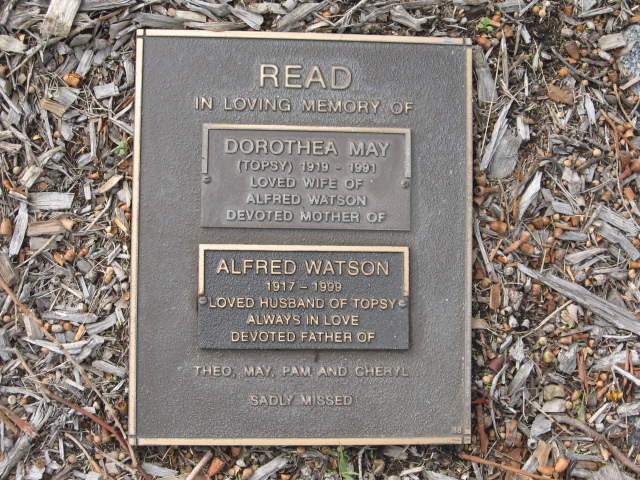 READ
IN LOVING MEMORY OF
DOROTHEA MAY
(TOPSY) 1919 - 1991
LOVED WIFE OF
ALFRED WATSON
DEVOTED MOTHER OF
ALFRED WATSON
1917 - 1999
LOVED HUSBAND OF TOPSY
ALWAYS IN LOVE
DEVOTED FATHER OF
THEO, MAY, PAM AND CHERYL
SADLY MISSED